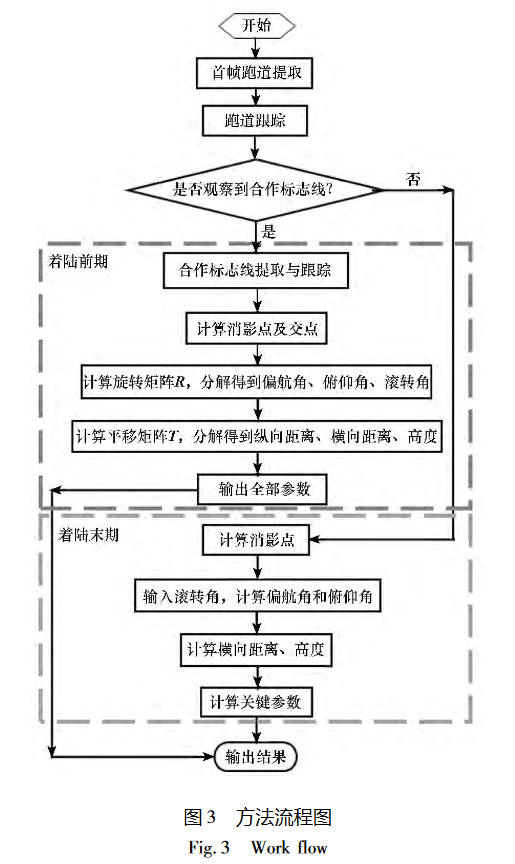 开始
首帧跑道提取
跑道跟踪
是否观察到合作标志线?
否
是
着陆前期
合作标志线提取与跟踪
计算消影点及交点
计算旋转矩阵R,分解得到偏航角、俯仰角、滚转角
计算平移矩阵T,分解得到纵向距离、横向距离、高度
输出全部参数
着陆末期
计算消影点
输入滚转角,计算偏航角和俯仰角
计算横向距离、高度
计算关键参数
输出结果
图3 方法流程图
Fig.3 Work flow